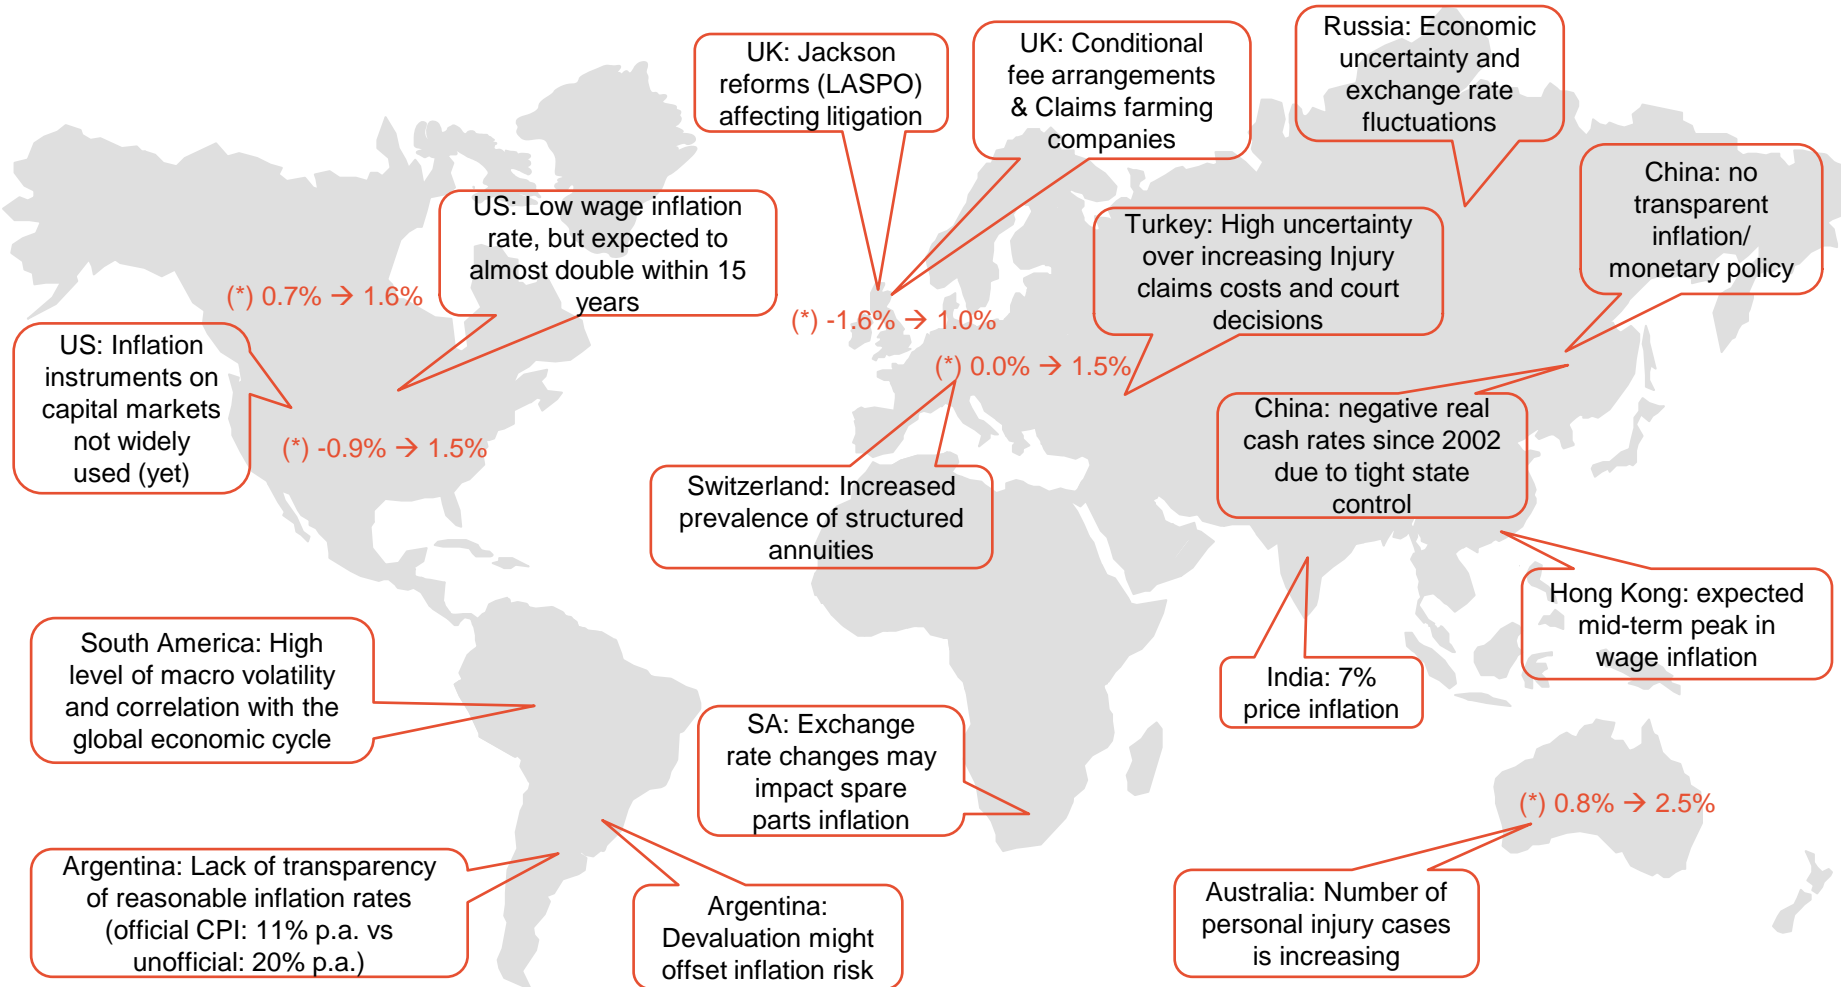 UK: Jackson
reforms (LASPO)
affecting litigation
UK: Conditional
fee arrangements
& Claims farming
companies
Russia: Economic
uncertainty and
exchange rate
fluctuations
China: no
transparent
inflation/
monetary policy
US: Low wage inflation
rate, but expected to
almost double within 15
years
Turkey: High uncertainty
over increasing Injury
claims costs and court
decisions
(*) 0.7% → 1.6%
(*) -1.6% → 1.0%
(*) 0.0% → 1.5%
US: Inflation
instruments on
capital markets
not widely
used (yet)
(*) -0.9% → 1.5%
China: negative real
cash rates since 2002
due to tight state
control
Switzerland: Increased
prevalence of structured
annuities
Hong Kong: expected
mid-term peak in
wage inflation
South America: High
level of macro volatility
and correlation with the
global economic cycle
India: 7%
price inflation
SA: Exchange
rate changes may
impact spare
parts inflation
(*) 0.8% → 2.5%
Argentina: Lack of transparency
of reasonable inflation rates
(official CPI: 11% p.a. vs
unofficial: 20% p.a.)
Argentina:
Devaluation might
offset inflation risk
Australia: Number of
personal injury cases
is increasing